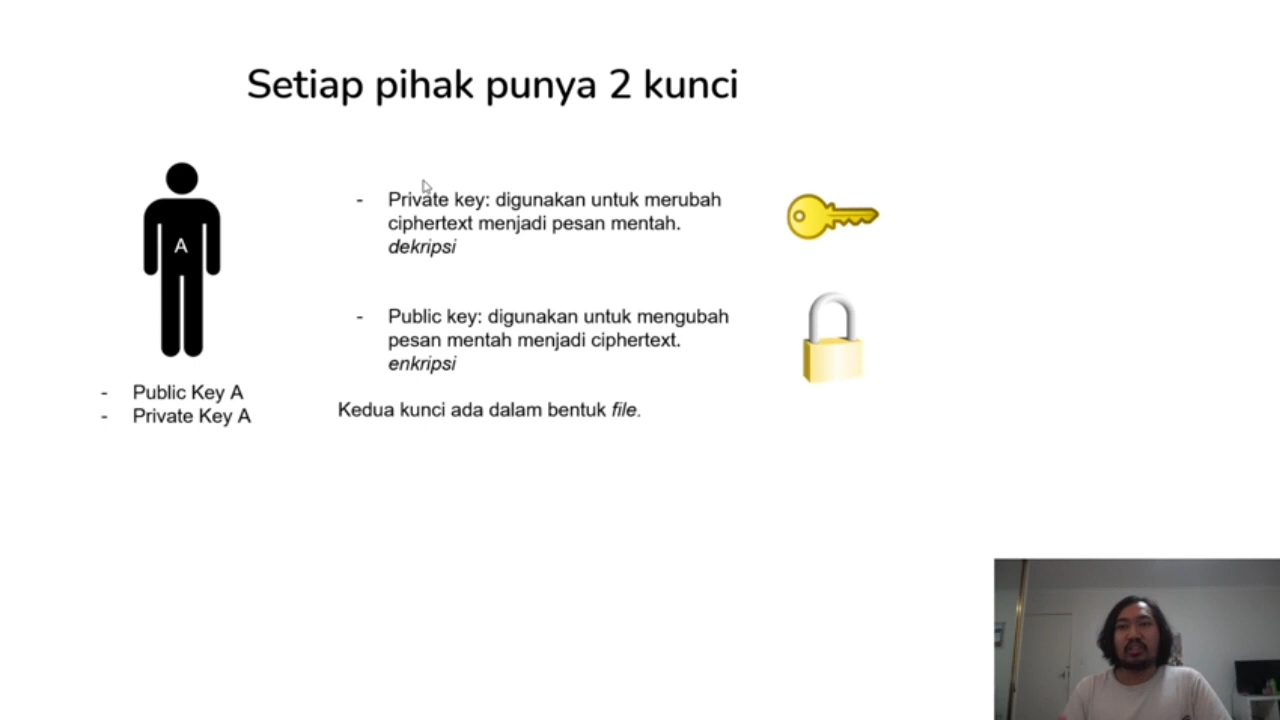 Setiap pihak punya 2 kunci
A
- Public Key A
- Private Key A
- Private key: digunakan untuk merubah
ciphertext menjadi pesan mentah.
dekripsi
- Public key: digunakan untuk mengubah
pesan mentah menjadi ciphertext.
enkripsi
Kedua kunci ada dalam bentuk file.